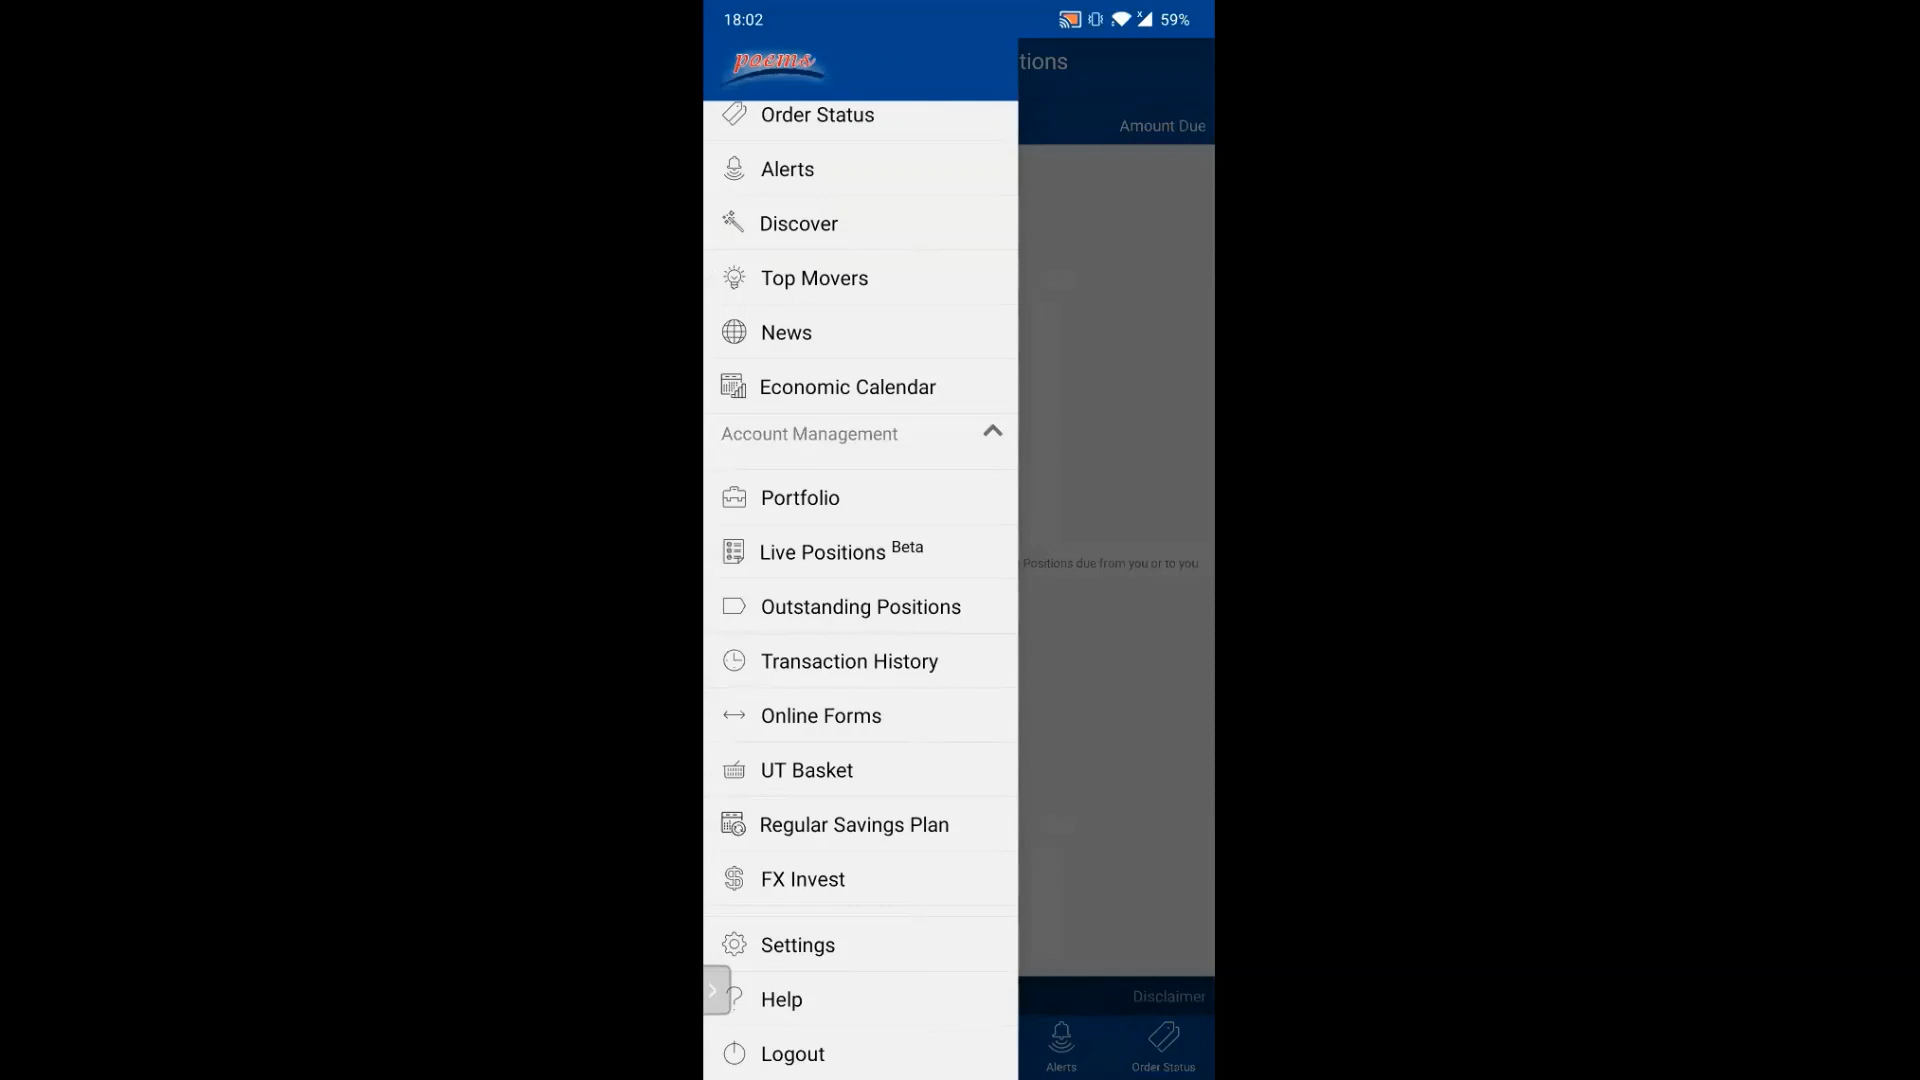 18:02
59%
poems
tions
Order Status
Amount Due
Alerts
Discover
Top Movers
News
Economic Calendar
Account Management
Portfolio
Live Positions Beta
Positions due from you or to you
Outstanding Positions
Transaction History
Online Forms
UT Basket
Regular Savings Plan
FX Invest
Settings
Help
Disclaimer
Logout
Alerts
Order Status